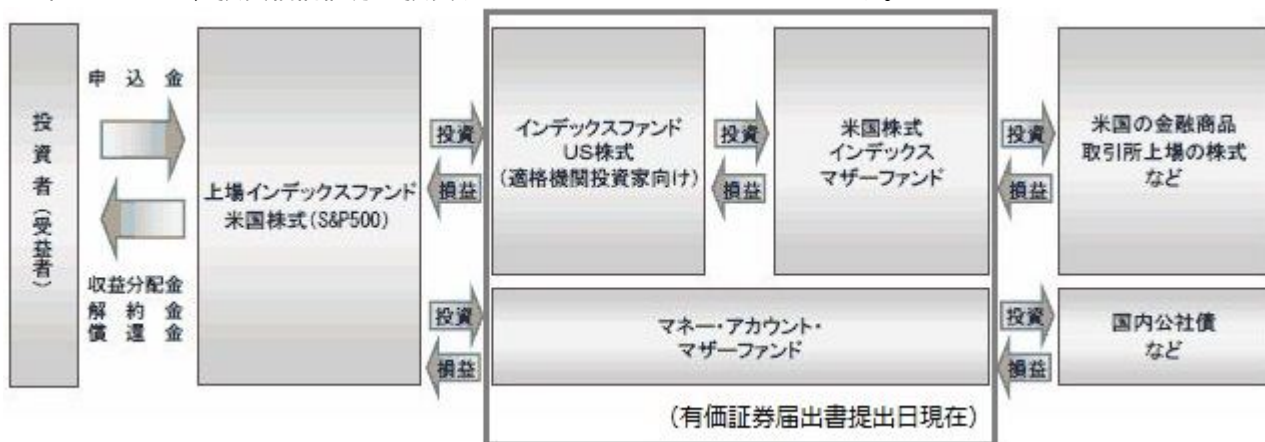 投資者(受益者)
申込金
収益分配金
解約金
償還金
上場インデックスファンド
米国株式(S&P500)
投資
損益
インデックスファンド
US株式
(適格機関投資家向け)
投資
損益
米国株式
インデックス
マザーファンド
投資
損益
米国の金融商品
取引所上場の株式
など
投資
損益
マネー・アカウント・
マザーファンド
投資
損益
国内公社債
など
(有価証券届出書提出日現在)